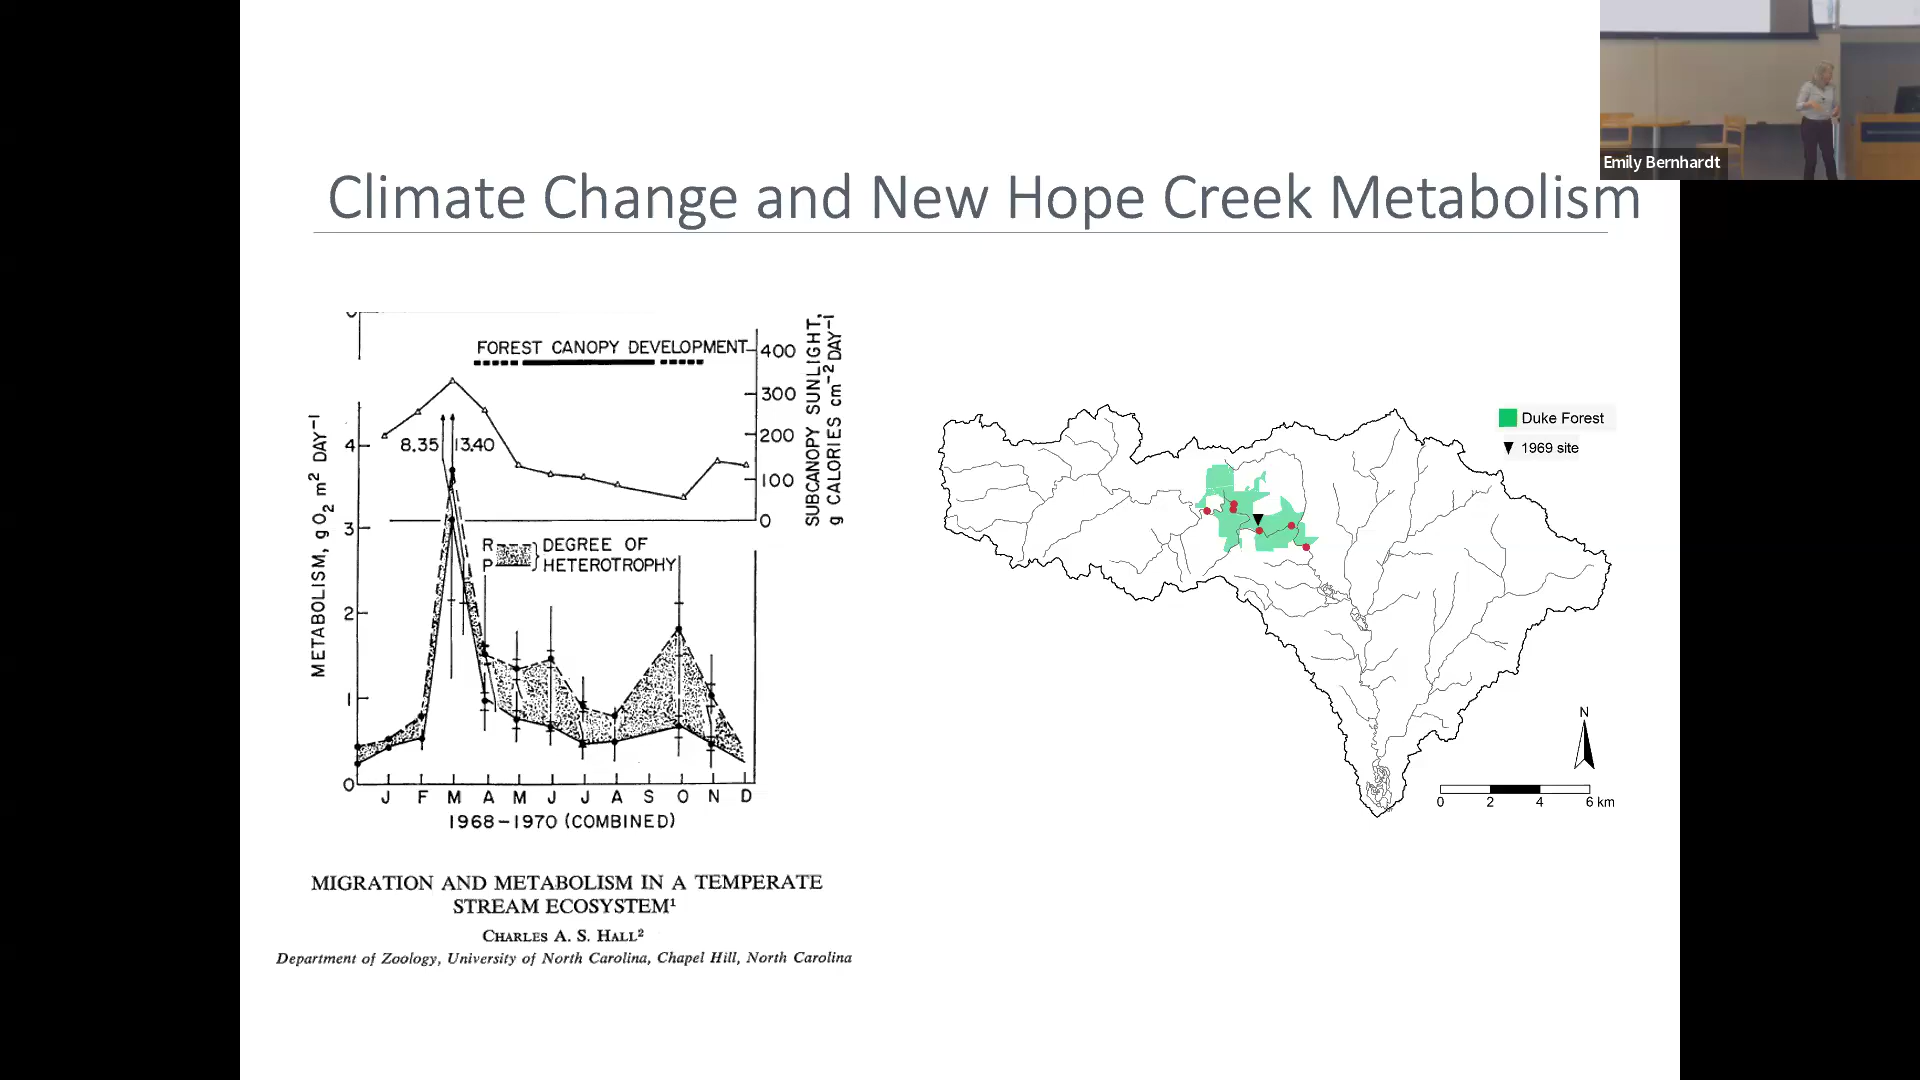 Emily Bernhardt
Climate Change and New Hope Creek Metabolism
FOREST CANOPY DEVELOPMENT
400
300
200
100
0
SUBCANOPY SUNLIGHT,
g CALORIES cm⁻² DAY⁻¹
METABOLISM, g O₂ m² DAY⁻¹
4
3
2
1
0
8.35
13.40
R
P
DEGREE OF
HETEROTROPHY
J F M A M J J A S O N D
1968-1970 (COMBINED)
MIGRATION AND METABOLISM IN A TEMPERATE
STREAM ECOSYSTEM¹
CHARLES A. S. HALL²
Department of Zoology, University of North Carolina, Chapel Hill, North Carolina
Duke Forest
1969 site
N
0 2 4 6 km